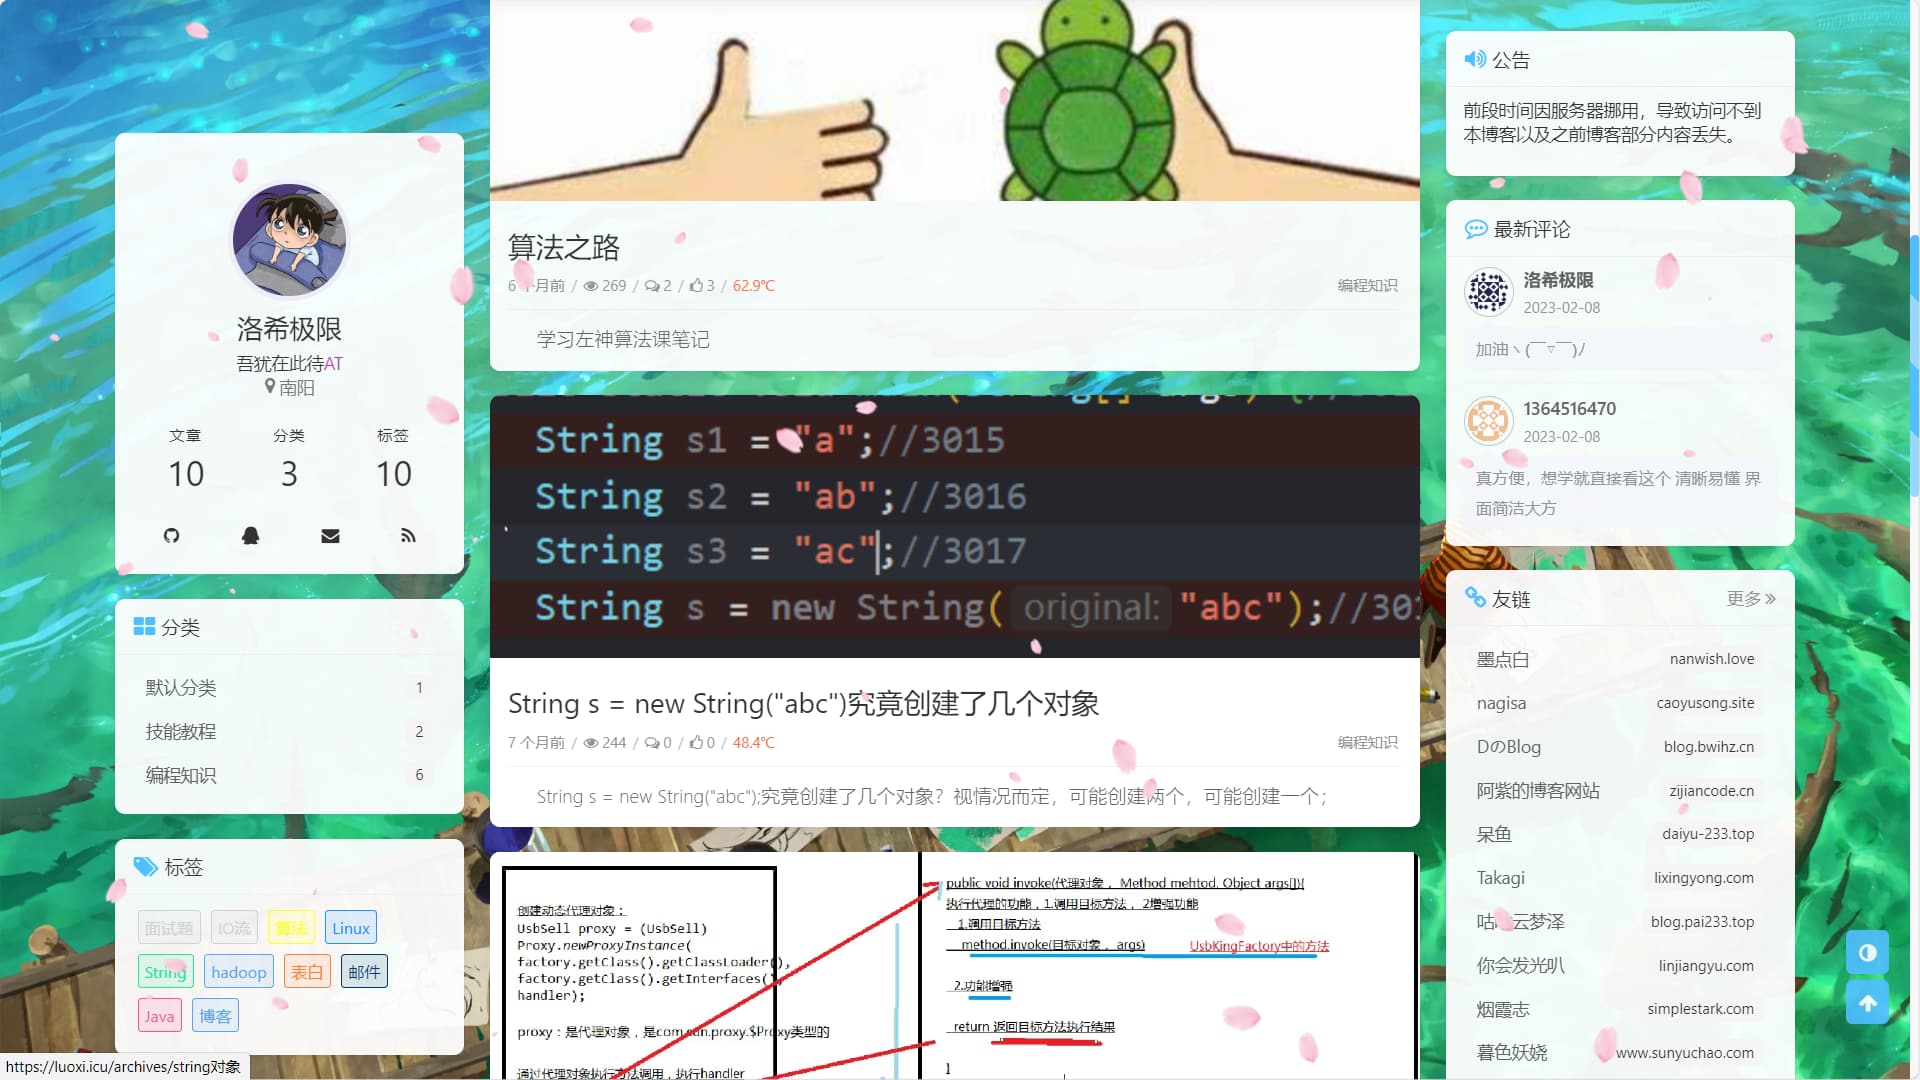 洛希极限
吾犹在此待AT
南阳
文章
分类
标签
10
3
10
分类
默认分类 1
技能教程 2
编程知识 6
标签
面试题 IO流 算法 Linux
String hadoop 表白 邮件
Java 博客
https://luoxi.icu/archives/string对象
算法之路
6 个月前 / 269 / 2 / 3 / 62.9℃ 编程知识
学习左神算法课笔记
String s1 = "a";//3015
String s2 = "ab";//3016
String s3 = "ac";//3017
String s = new String( original: "abc");//301
String s = new String("abc")究竟创建了几个对象
7 个月前 / 244 / 0 / 0 / 48.4℃ 编程知识
String s = new String("abc");究竟创建了几个对象？视情况而定，可能创建两个，可能创建一个；
创建动态代理对象：
UsbSell proxy = (UsbSell)
Proxy.newProxyInstance(
factory.getClass().getClassLoader(),
factory.getClass().getInterfaces(),
handler);
proxy：是代理对象，是com.sun.proxy.$Proxy类型的
通过代理对象执行方法调用，执行handler
public void invoke(代理对象， Method mehtod, Object args[]){
执行代理的功能，1.调用目标方法，2增强功能
1.调用目标方法
method.invoke(目标对象，args) UsbKingFactory中的方法
2.功能增强
return 返回目标方法执行结果
}
公告
前段时间因服务器挪用，导致访问不到
本博客以及之前博客部分内容丢失。
最新评论
洛希极限
2023-02-08
加油ヽ(￣▽￣)ﾉ
1364516470
2023-02-08
真方便，想学就直接看这个 清晰易懂 界
面简洁大方
友链 更多
墨点白 nanwish.love
nagisa caoyusong.site
DのBlog blog.bwihz.cn
阿紫的博客网站 zijiancode.cn
呆鱼 daiyu-233.top
Takagi lixingyong.com
咕咕云梦泽 blog.pai233.top
你会发光叭 linjiangyu.com
烟霞志 simplestark.com
暮色妖娆 www.sunyuchao.com